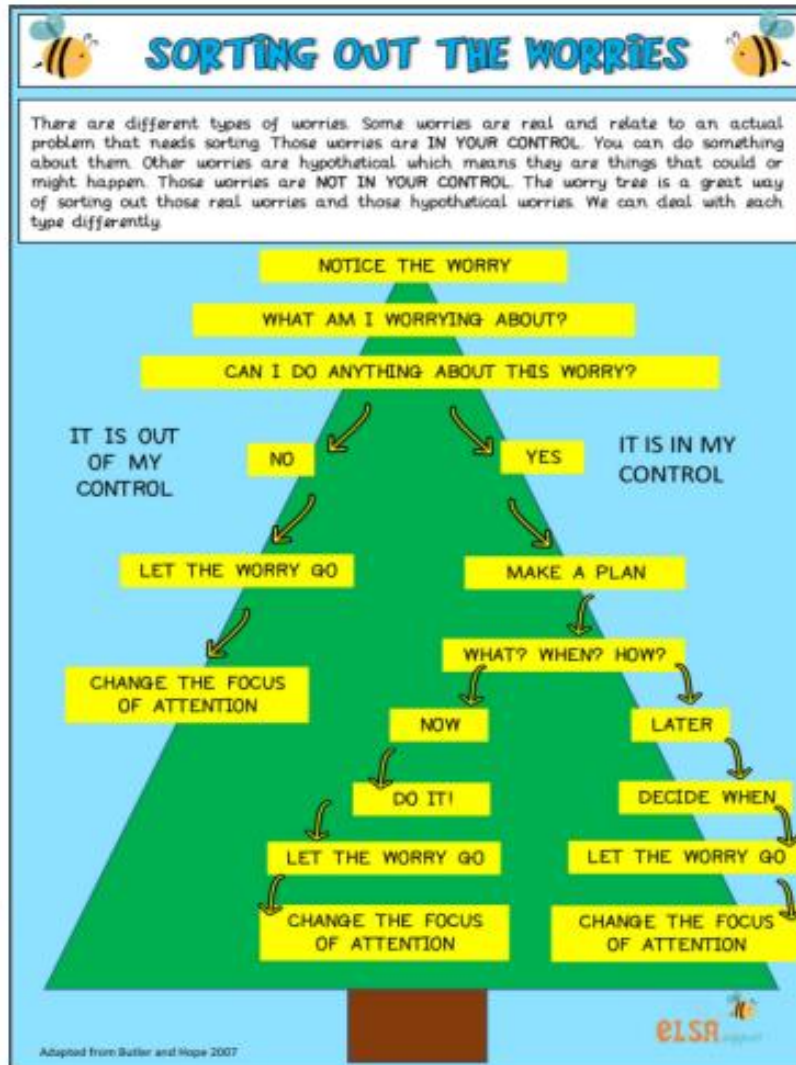 SORTING OUT THE WORRIES
There are different types of worries. Some worries are real and relate to an actual
problem that needs sorting. Those worries are IN YOUR CONTROL. You can do something
about them. Other worries are hypothetical which means they are things that could or
might happen. Those worries are NOT IN YOUR CONTROL. The worry tree is a great way
of sorting out those real worries and those hypothetical worries. We can deal with each
type differently.
NOTICE THE WORRY
WHAT AM I WORRYING ABOUT?
CAN I DO ANYTHING ABOUT THIS WORRY?
IT IS OUT
OF MY
CONTROL
NO
YES
IT IS IN MY
CONTROL
LET THE WORRY GO
MAKE A PLAN
WHAT? WHEN? HOW?
CHANGE THE FOCUS
OF ATTENTION
NOW
LATER
DO IT!
DECIDE WHEN
LET THE WORRY GO
LET THE WORRY GO
CHANGE THE FOCUS
OF ATTENTION
CHANGE THE FOCUS
OF ATTENTION
Adapted from Butler and Hope 2007
eLSA support